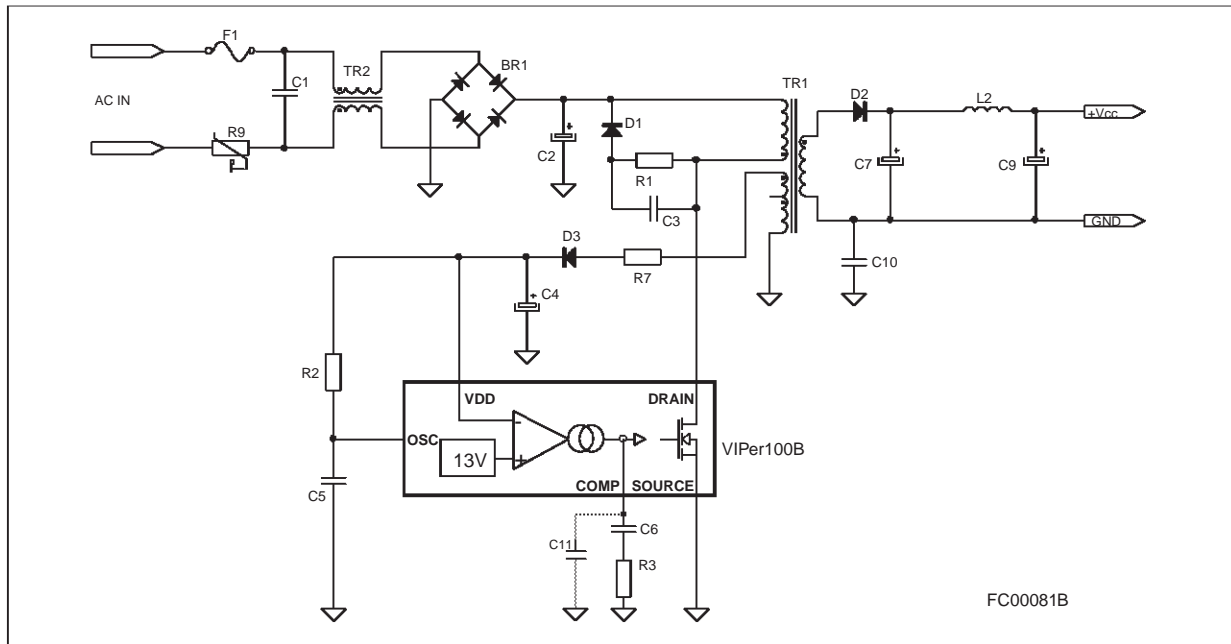 F1
BR1
TR2
C1
AC IN
R9
TR1
D2
L2
+Vcc
D1
C2
R1
C7
C9
C3
GND
D3
R7
C10
C4
R2
VDD
DRAIN
OSC
-
13V
+
VIPer100B
COMP
SOURCE
C5
C6
C11
R3
FC00081B